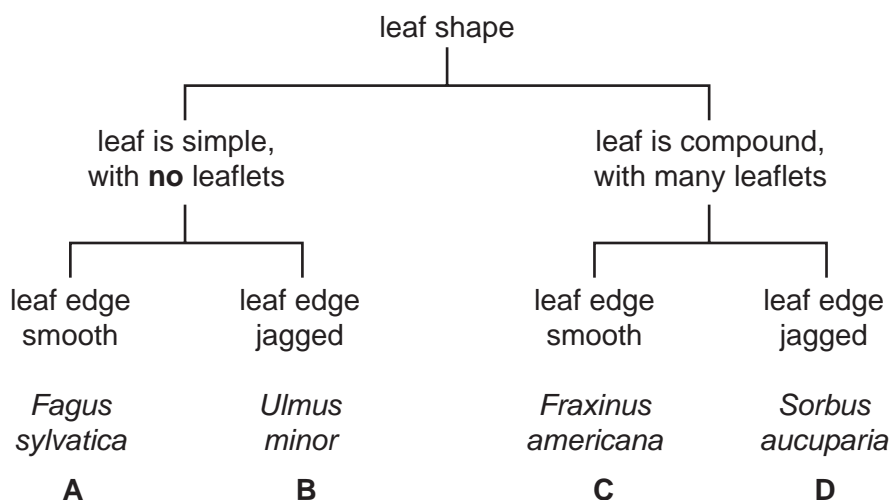 leaf shape
leaf is simple,
with no leaflets
leaf is compound,
with many leaflets
leaf edge
smooth
leaf edge
jagged
leaf edge
smooth
leaf edge
jagged
Fagus
sylvatica
Ulmus
minor
Fraxinus
americana
Sorbus
aucuparia
A
B
C
D